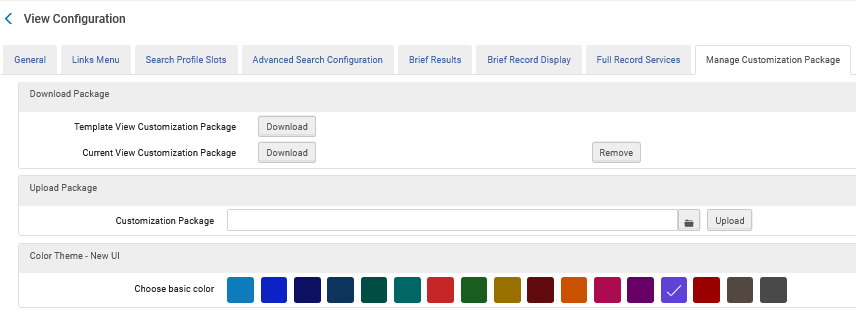 View Configuration
General Links Menu Search Profile Slots Advanced Search Configuration Brief Results Brief Record Display Full Record Services Manage Customization Package
Download Package
Template View Customization Package Download
Current View Customization Package Download Remove
Upload Package
Customization Package Upload
Color Theme - New UI
Choose basic color